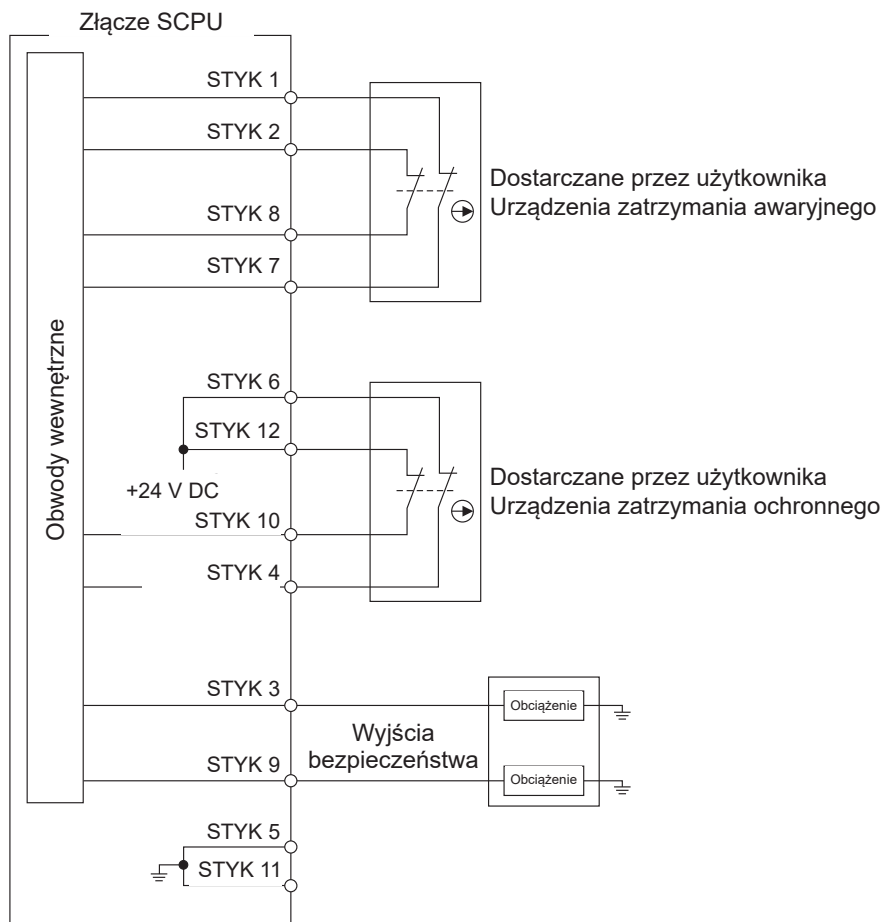 Złącze SCPU
STYK 1
STYK 2
STYK 8
STYK 7
Dostarczane przez użytkownika
Urządzenia zatrzymania awaryjnego
Obwody wewnętrzne
STYK 6
STYK 12
+24 V DC
STYK 10
STYK 4
Dostarczane przez użytkownika
Urządzenia zatrzymania ochronnego
STYK 3
Obciążenie
Wyjścia
bezpieczeństwa
STYK 9
Obciążenie
STYK 5
STYK 11